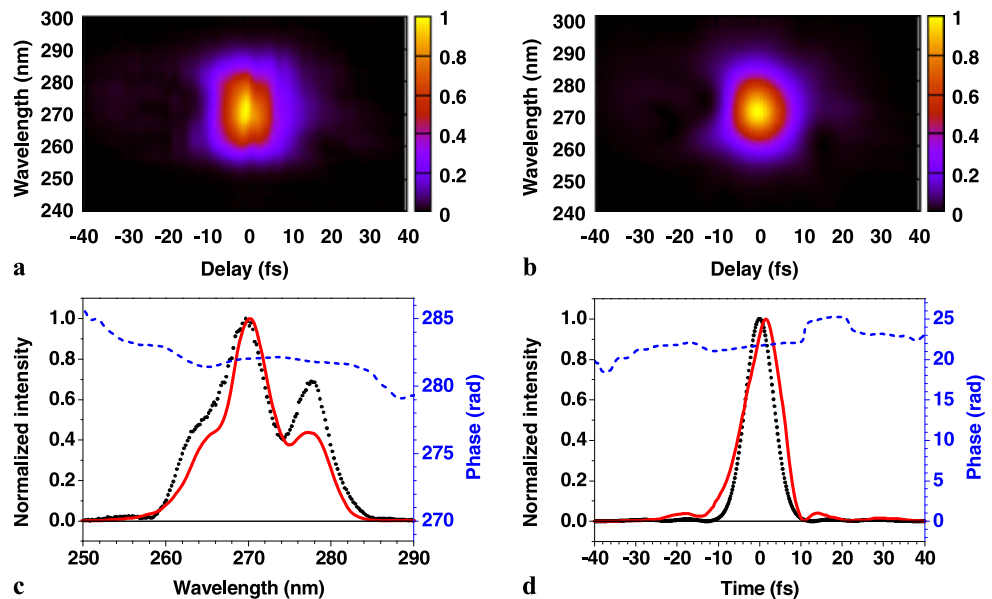 300
290
280
270
260
250
240
Wavelength (nm)
-40 -30 -20 -10 0 10 20 30 40
Delay (fs)
1
0.8
0.6
0.4
0.2
0
a
300
290
280
270
260
250
240
Wavelength (nm)
-40 -30 -20 -10 0 10 20 30 40
Delay (fs)
1
0.8
0.6
0.4
0.2
0
b
1.0
0.8
0.6
0.4
0.2
0.0
Normalized intensity
250 260 270 280 290
Wavelength (nm)
285
280
275
270
Phase (rad)
c
1.0
0.8
0.6
0.4
0.2
0.0
Normalized intensity
-40 -30 -20 -10 0 10 20 30 40
Time (fs)
25
20
15
10
5
0
Phase (rad)
d